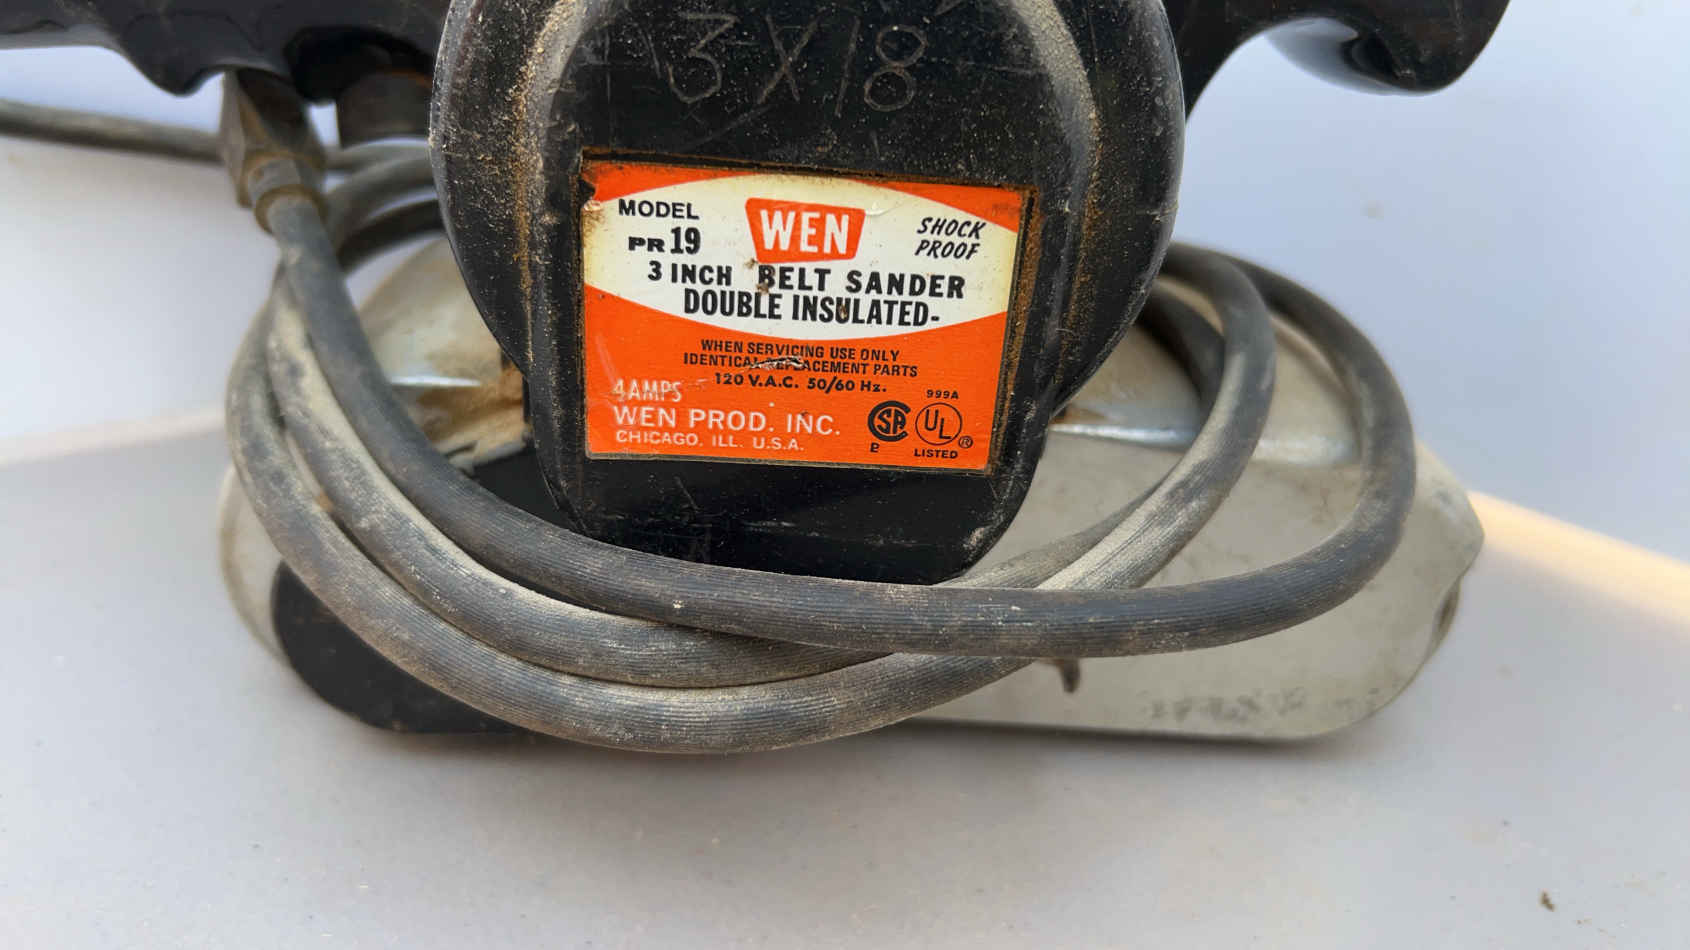 3X18
MODEL
PR 19
WEN
SHOCK
PROOF
3 INCH BELT SANDER
DOUBLE INSULATED-
WHEN SERVICING USE ONLY
IDENTICAL REPLACEMENT PARTS
120 V.A.C. 50/60 Hz.
4 AMPS
WEN PROD. INC.
CHICAGO. ILL. U.S.A.
SA
999A
UL
®
LISTED